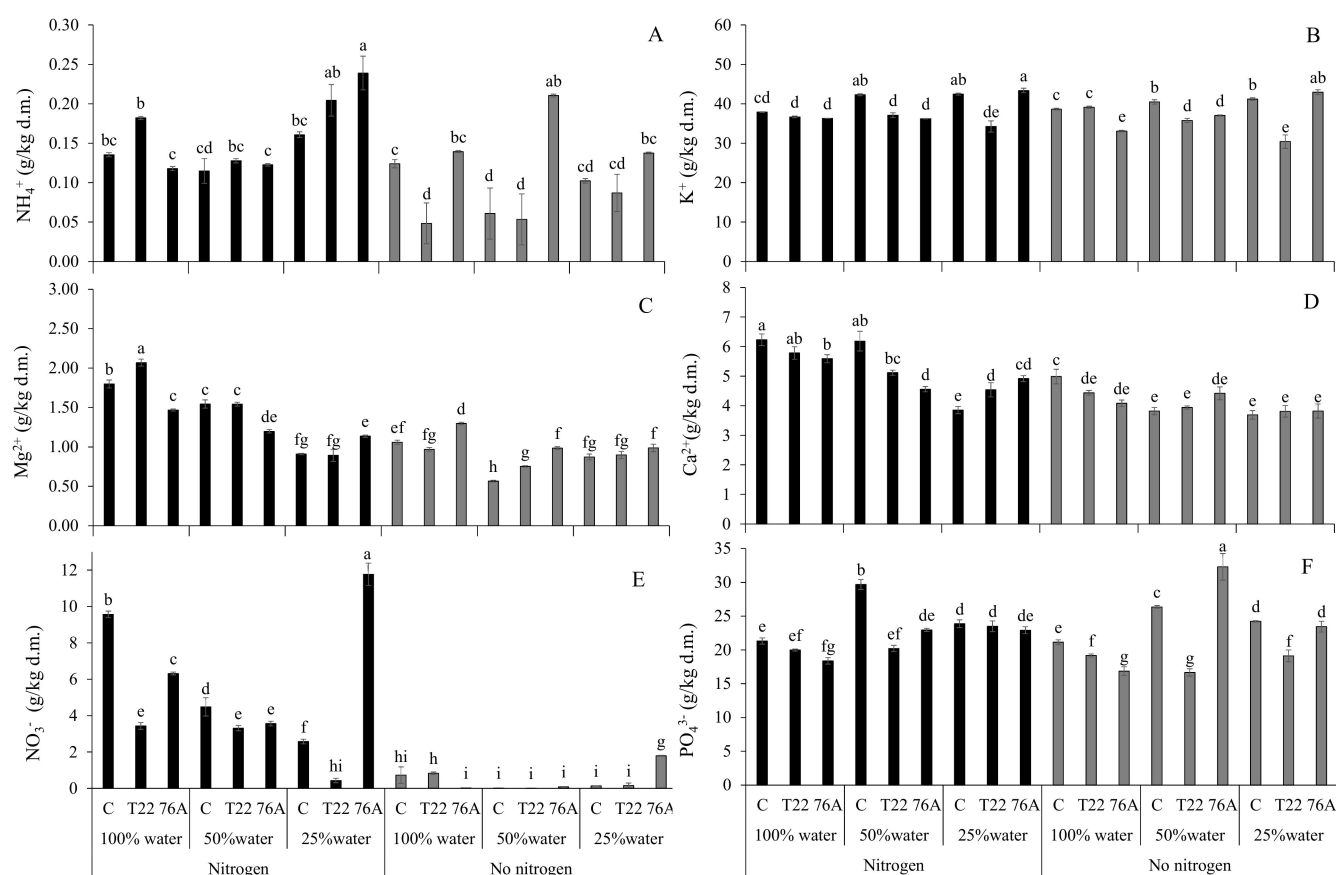 A
NH₄⁺ (g/kg d.m.)
0.30
0.25
0.20
0.15
0.10
0.05
0.00
bc b c cd bc c bc ab a c d bc d d ab cd cd bc
B
K⁺ (g/kg d.m.)
60
50
40
30
20
10
0
cd d d ab d d ab de a c c e b d d b e ab
C
Mg²⁺ (g/kg d.m.)
3.00
2.50
2.00
1.50
1.00
0.50
0.00
b a c c c de fg fg e ef fg d h g f fg fg f
D
Ca²⁺(g/kg d.m.)
8
7
6
5
4
3
2
1
0
a ab b ab bc d e d cd c de de e e de e e e
E
NO₃⁻ (g/kg d.m.)
12
10
8
6
4
2
0
b e c d e e f hi a hi h i i i i i i g
C T22 76A C T22 76A C T22 76A C T22 76A C T22 76A C T22 76A
100% water 50%water 25%water 100% water 50%water 25%water
Nitrogen No nitrogen
F
PO₄³⁻ (g/kg d.m.)
35
30
25
20
15
10
5
0
e ef fg b ef de d d d e f g c g a d f d
C T22 76A C T22 76A C T22 76A C T22 76A C T22 76A C T22 76A
100% water 50%water 25%water 100% water 50%water 25%water
Nitrogen No nitrogen